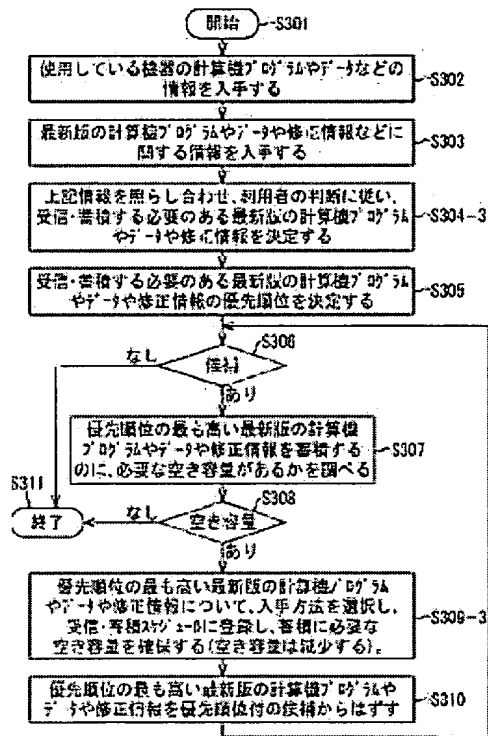 開始
S301
使用している機器の計算機プログラムやデータなどの
情報を入手する
S302
最新版の計算機プログラムやデータや修正情報などに
関する情報を入手する
S303
上記情報を照らし合わせ、利用者の判断に従い、
受信・蓄積する必要のある最新版の計算機プログラム
やデータや修正情報を決定する
S304-3
受信・蓄積する必要のある最新版の計算機プログラム
やデータや修正情報の優先順位を決定する
S305
S306
なし
候補
あり
優先順位の最も高い最新版の計算機
プログラムやデータや修正情報を蓄積する
のに、必要な空き容量があるかを調べる
S307
S311
終了
S308
なし
空き容量
あり
優先順位の最も高い最新版の計算機プログラム
やデータや修正情報について、入手方法を選択し、
受信・蓄積スケジュールに登録し、蓄積に必要な
空き容量を確保する(空き容量は減少する)。
S309-3
優先順位の最も高い最新版の計算機プログラムや
データや修正情報を優先順位付の候補からはずす
S310